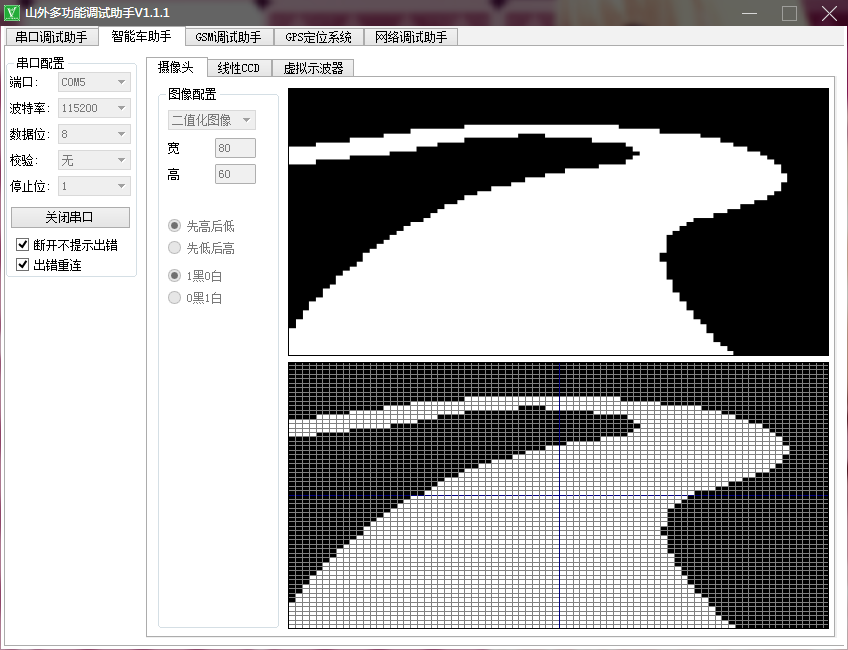 山外多功能调试助手V1.1.1
串口调试助手 智能车助手 GSM调试助手 GPS定位系统 网络调试助手
串口配置
端口: COM5
波特率: 115200
数据位: 8
校验: 无
停止位: 1
关闭串口
断开不提示出错
出错重连
摄像头 线性CCD 虚拟示波器
图像配置
二值化图像
宽 80
高 60
先高后低
先低后高
1黑0白
0黑1白